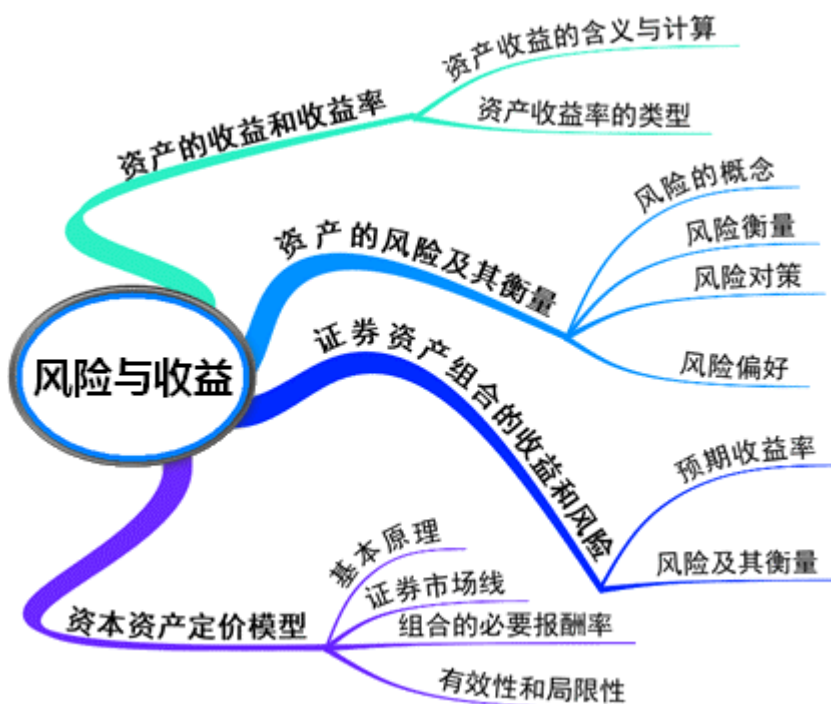 风险与收益
资产的收益和收益率
资产收益的含义与计算
资产收益率的类型
资产的风险及其衡量
风险的概念
风险衡量
风险对策
风险偏好
证券资产组合的收益和风险
预期收益率
风险及其衡量
资本资产定价模型
基本原理
证券市场线
组合的必要报酬率
有效性和局限性